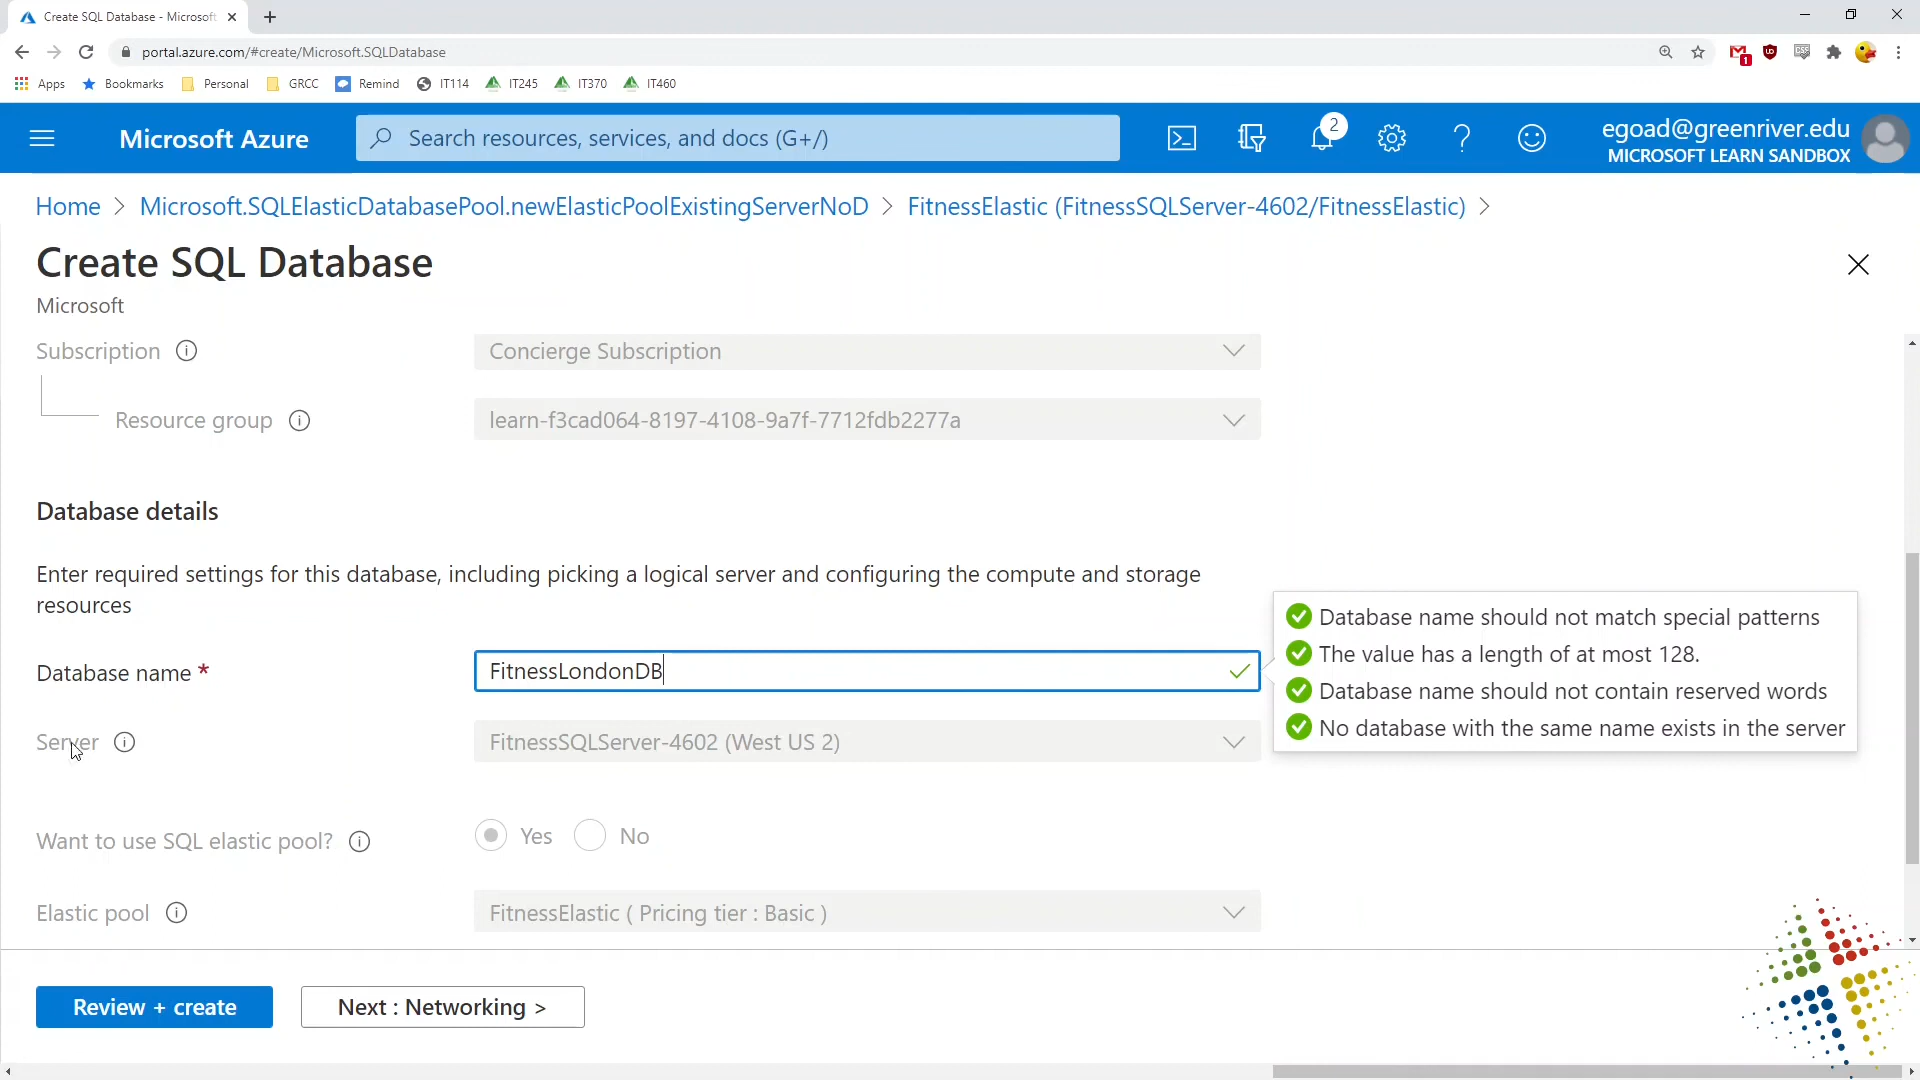 Create SQL Database - Microsoft
portal.azure.com/#create/Microsoft.SQLDatabase
1
Apps
Bookmarks
Personal
GRCC
Remind
IT114
IT245
IT370
IT460
Microsoft Azure
Search resources, services, and docs (G+/)
2
egoad@greenriver.edu
MICROSOFT LEARN SANDBOX
Home > Microsoft.SQLElasticDatabasePool.newElasticPoolExistingServerNoD > FitnessElastic (FitnessSQLServer-4602/FitnessElastic) >
Create SQL Database
Microsoft
Subscription
Concierge Subscription
Resource group
learn-f3cad064-8197-4108-9a7f-7712fdb2277a
Database details
Enter required settings for this database, including picking a logical server and configuring the compute and storage
resources
Database name *
FitnessLondonDB
Database name should not match special patterns
The value has a length of at most 128.
Database name should not contain reserved words
No database with the same name exists in the server
Server
FitnessSQLServer-4602 (West US 2)
Want to use SQL elastic pool?
Yes
No
Elastic pool
FitnessElastic ( Pricing tier : Basic )
Review + create
Next : Networking >